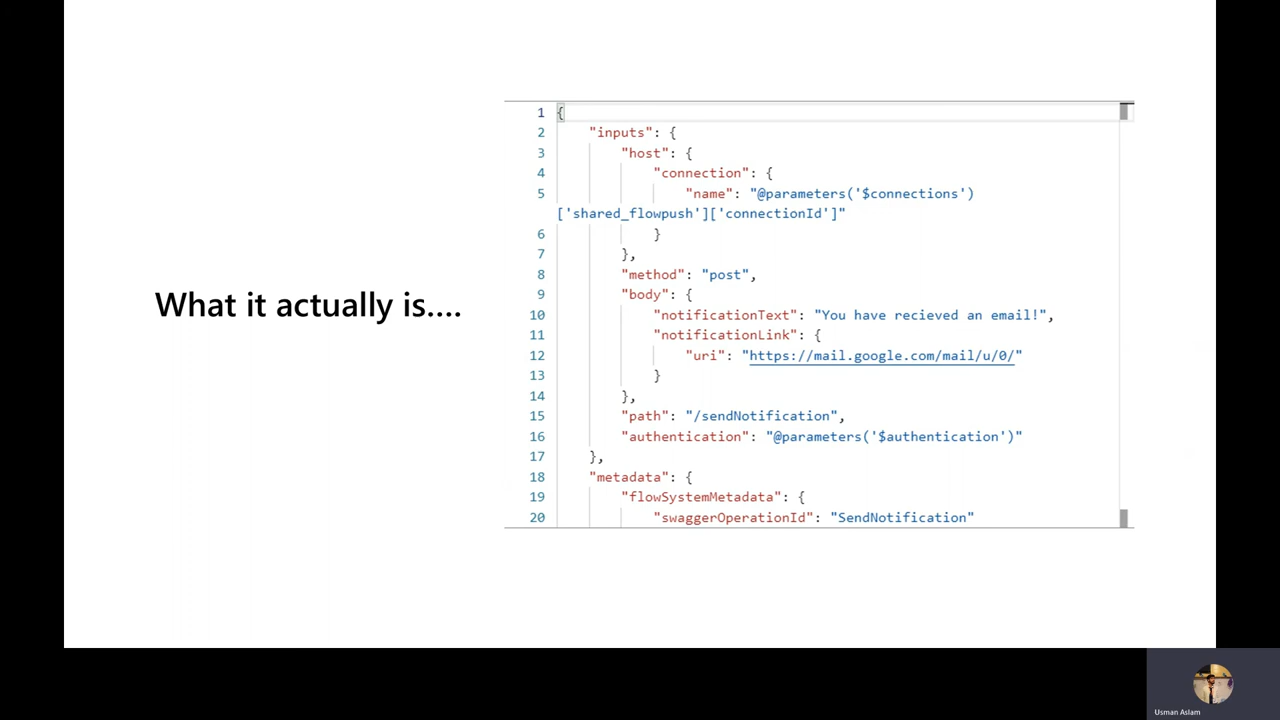 What it actually is....
1 {
2 "inputs": {
3 "host": {
4 "connection": {
5 "name": "@parameters('$connections')
['shared_flowpush']['connectionId']"
6 }
7 },
8 "method": "post",
9 "body": {
10 "notificationText": "You have recieved an email!",
11 "notificationLink": {
12 "uri": "https://mail.google.com/mail/u/0/"
13 }
14 },
15 "path": "/sendNotification",
16 "authentication": "@parameters('$authentication')"
17 },
18 "metadata": {
19 "flowSystemMetadata": {
20 "swaggerOperationId": "SendNotification"
Usman Aslam